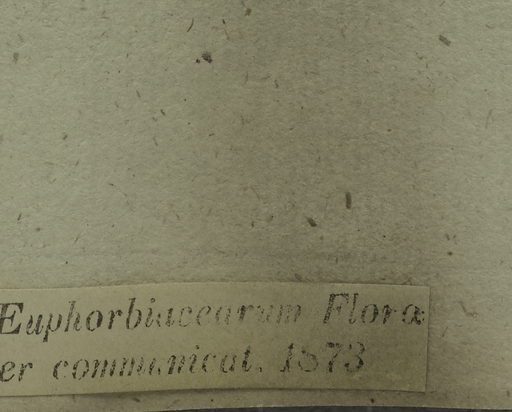 Euphorbiacearum Floræ
er communicat. 1873